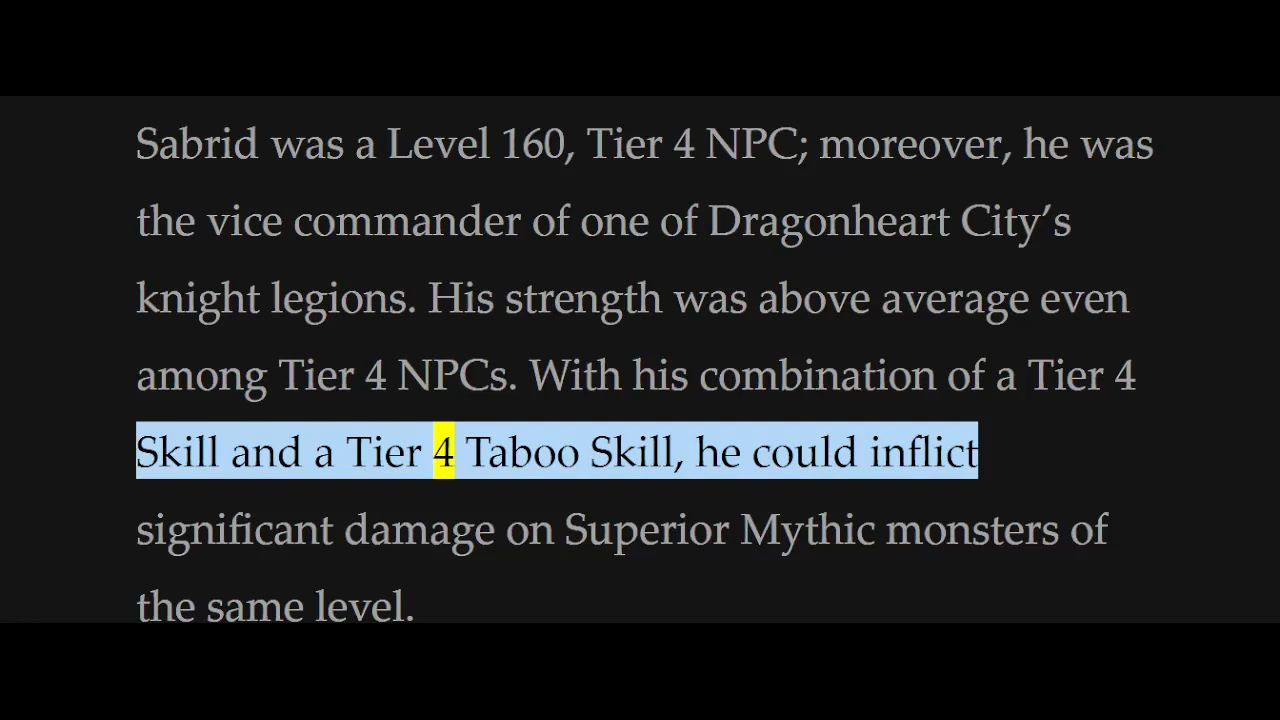 Sabrid was a Level 160, Tier 4 NPC; moreover, he was
the vice commander of one of Dragonheart City’s
knight legions. His strength was above average even
among Tier 4 NPCs. With his combination of a Tier 4
Skill and a Tier 4 Taboo Skill, he could inflict
significant damage on Superior Mythic monsters of
the same level.